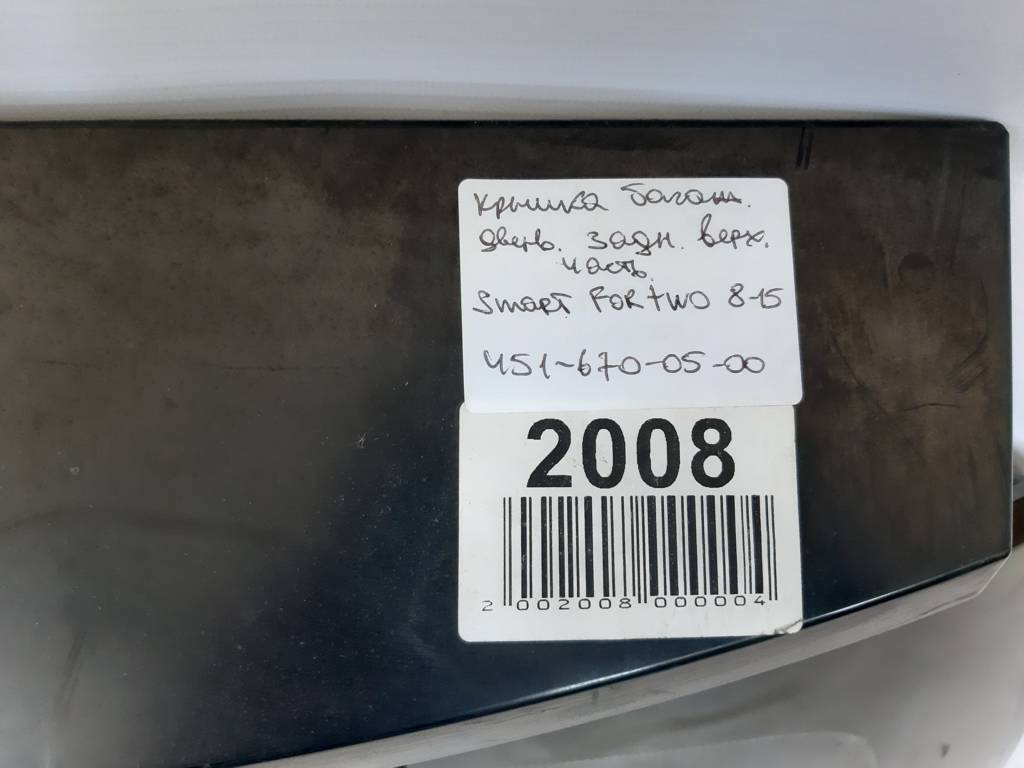 крышка багаж.
дверь. задн. верх.
часть.
Smart FORtWO 8-15
451-670-05-00
2008
2 002008 000004